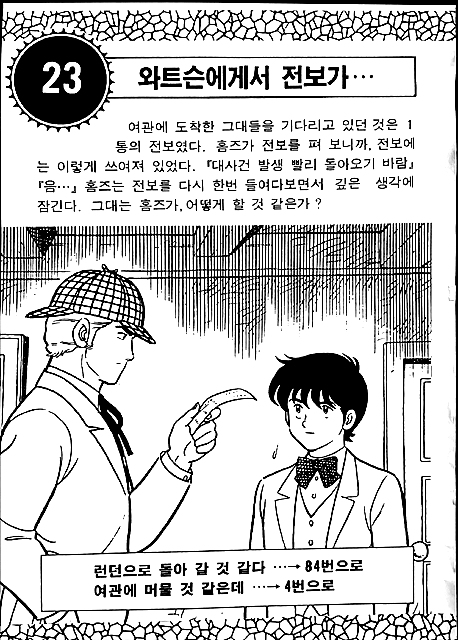 23
와트슨에게서 전보가…
여관에 도착한 그대들을 기다리고 있던 것은 1
통의 전보였다. 홈즈가 전보를 펴 보니까, 전보에
는 이렇게 쓰여져 있었다. 『대사건 발생 빨리 돌아오기 바람』
『음…』 홈즈는 전보를 다시 한번 들여다보면서 깊은 생각에
잠긴다. 그대는 홈즈가, 어떻게 할 것 같은가?
런던으로 돌아 갈 것 같다 …→ 84번으로
여관에 머물 것 같은데 …→ 4번으로